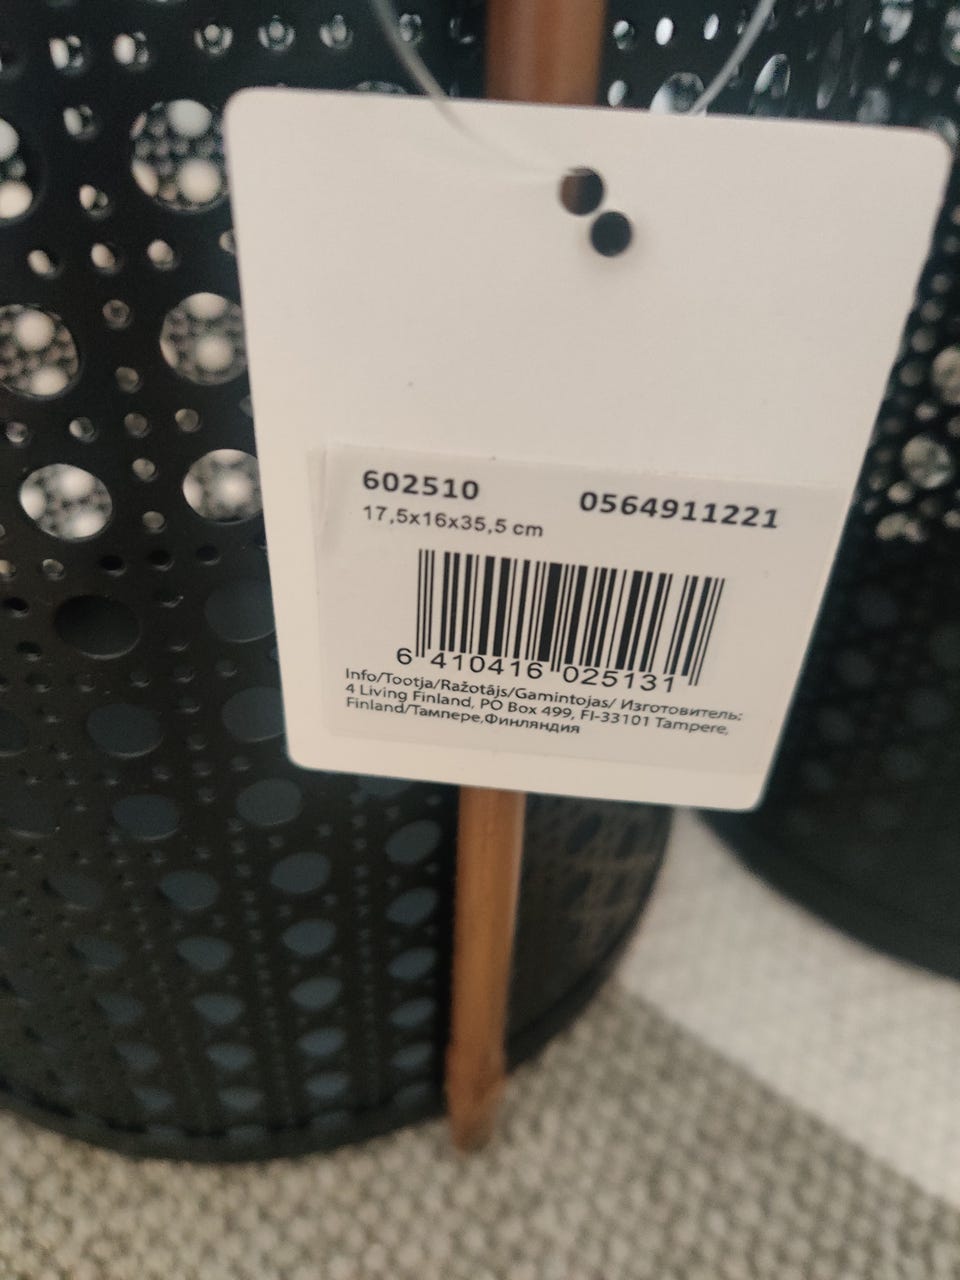 602510
0564911221
17,5x16x35,5 cm
6 410416 025131
Info/Tootja/Ražotājs/Gamintojas/ Изготовитель:
4 Living Finland, PO Box 499, FI-33101 Tampere,
Finland/Тампере,Финляндия